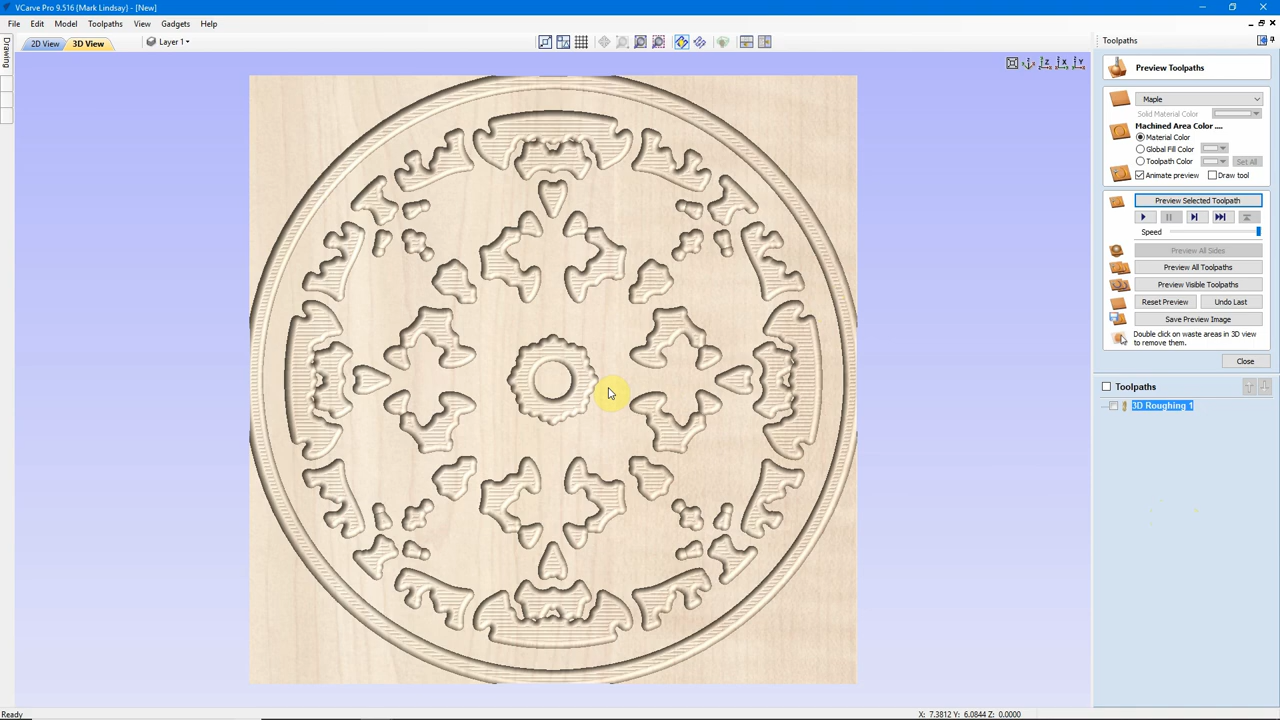 VCarve Pro 9.516 {Mark Lindsay} - [New]
File Edit Model Toolpaths View Gadgets Help
2D View 3D View Layer 1
Drawing
Z X Y
Toolpaths
Preview Toolpaths
Maple
Solid Material Color
Machined Area Color ....
Material Color
Global Fill Color
Toolpath Color Set All
Animate preview Draw tool
Preview Selected Toolpath
Speed
Preview All Sides
Preview All Toolpaths
Preview Visible Toolpaths
Reset Preview Undo Last
Save Preview Image
Double click on waste areas in 3D view
to remove them.
Close
Toolpaths
3D Roughing 1
Ready X: 7.3812 Y: 6.0844 Z: 0.0000